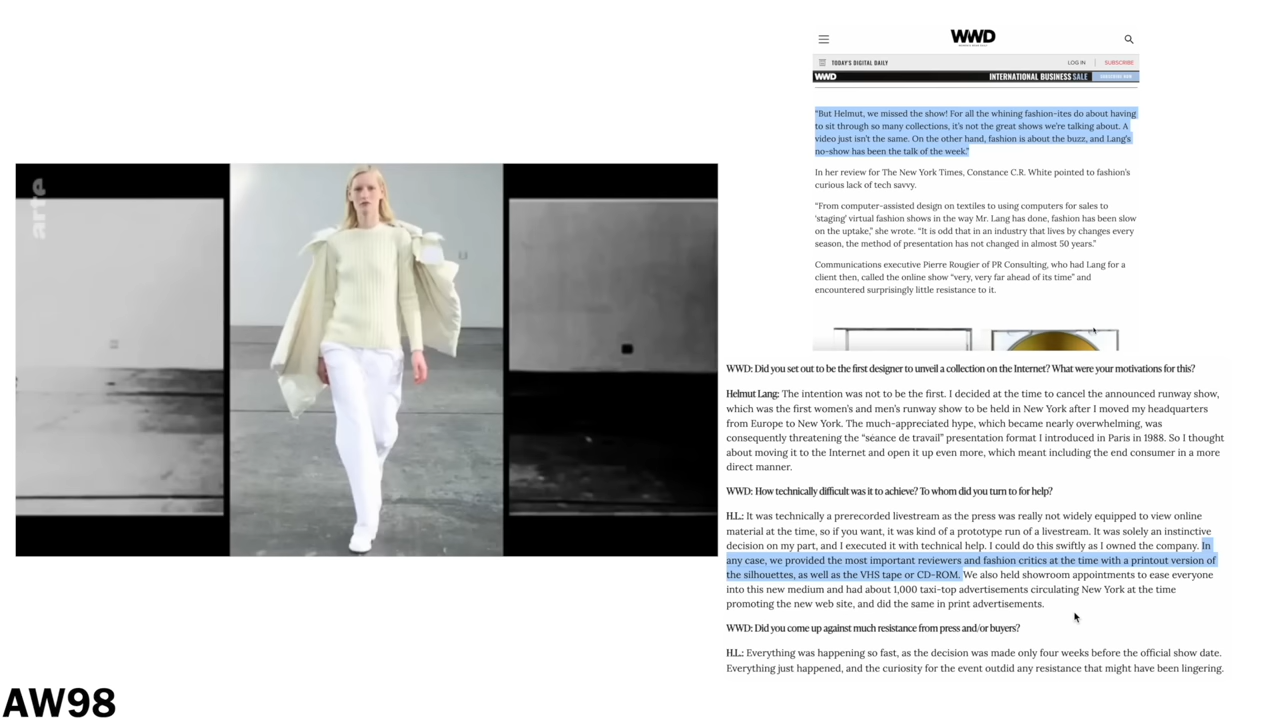 arte
WWD
TODAY'S DIGITAL DAILY
LOG IN
SUBSCRIBE
WWD
INTERNATIONAL BUSINESS SALE
SUBSCRIBE NOW
"But Helmut, we missed the show! For all the whining fashion-ites do about having
to sit through so many collections, it's not the great shows we're talking about. A
video just isn't the same. On the other hand, fashion is about the buzz, and Lang's
no-show has been the talk of the week."
In her review for The New York Times, Constance C.R. White pointed to fashion's
curious lack of tech savvy.
"From computer-assisted design on textiles to using computers for sales to
'staging' virtual fashion shows in the way Mr. Lang has done, fashion has been slow
on the uptake," she wrote. "It is odd that in an industry that lives by changes every
season, the method of presentation has not changed in almost 50 years."
Communications executive Pierre Rougier of PR Consulting, who had Lang for a
client then, called the online show "very, very far ahead of its time" and
encountered surprisingly little resistance to it.
WWD: Did you set out to be the first designer to unveil a collection on the Internet? What were your motivations for this?
Helmut Lang: The intention was not to be the first. I decided at the time to cancel the announced runway show,
which was the first women's and men's runway show to be held in New York after I moved my headquarters
from Europe to New York. The much-appreciated hype, which became nearly overwhelming, was
consequently threatening the "séance de travail" presentation format I introduced in Paris in 1988. So I thought
about moving it to the Internet and open it up even more, which meant including the end consumer in a more
direct manner.
WWD: How technically difficult was it to achieve? To whom did you turn to for help?
H.L.: It was technically a prerecorded livestream as the press was really not widely equipped to view online
material at the time, so if you want, it was kind of a prototype run of a livestream. It was solely an instinctive
decision on my part, and I executed it with technical help. I could do this swiftly as I owned the company. In
any case, we provided the most important reviewers and fashion critics at the time with a printout version of
the silhouettes, as well as the VHS tape or CD-ROM. We also held showroom appointments to ease everyone
into this new medium and had about 1,000 taxi-top advertisements circulating New York at the time
promoting the new web site, and did the same in print advertisements.
WWD: Did you come up against much resistance from press and/or buyers?
H.L.: Everything was happening so fast, as the decision was made only four weeks before the official show date.
Everything just happened, and the curiosity for the event outdid any resistance that might have been lingering.
AW98